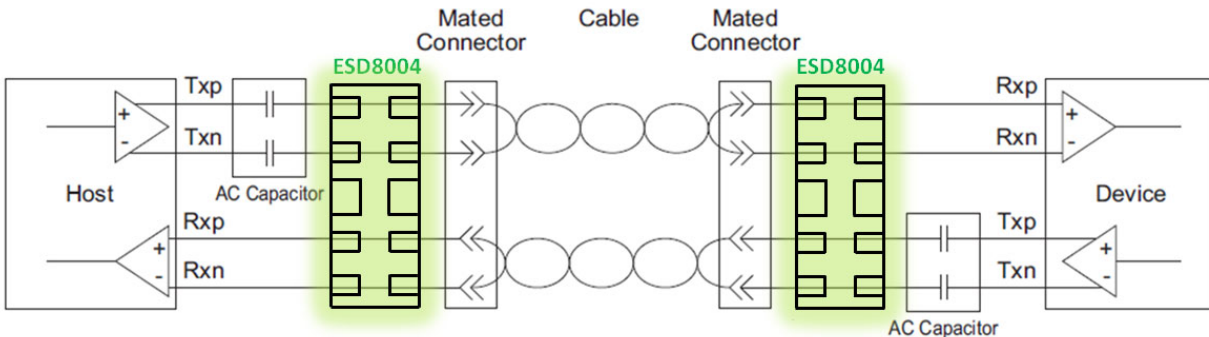 Mated
Connector
Cable
Mated
Connector
ESD8004
ESD8004
Txp
Rxp
+
+
-
-
Txn
Rxn
Host
AC Capacitor
Device
Rxp
Txp
+
+
-
-
Rxn
Txn
AC Capacitor